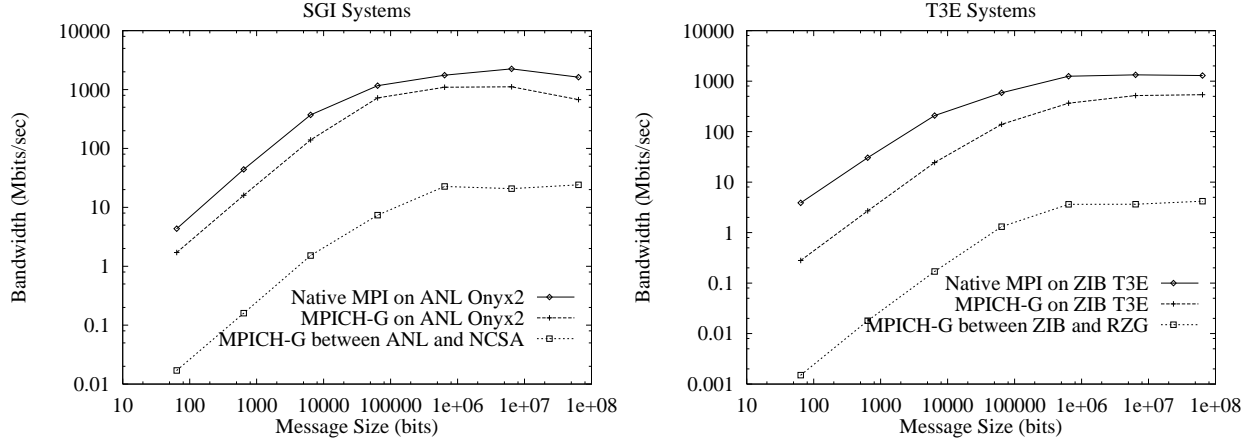 SGI Systems
10000
1000
100
10
1
0.1
0.01
Bandwidth (Mbits/sec)
Native MPI on ANL Onyx2
MPICH-G on ANL Onyx2
MPICH-G between ANL and NCSA
10 100 1000 10000 100000 1e+06 1e+07 1e+08
Message Size (bits)
T3E Systems
10000
1000
100
10
1
0.1
0.01
0.001
Bandwidth (Mbits/sec)
Native MPI on ZIB T3E
MPICH-G on ZIB T3E
MPICH-G between ZIB and RZG
10 100 1000 10000 100000 1e+06 1e+07 1e+08
Message Size (bits)